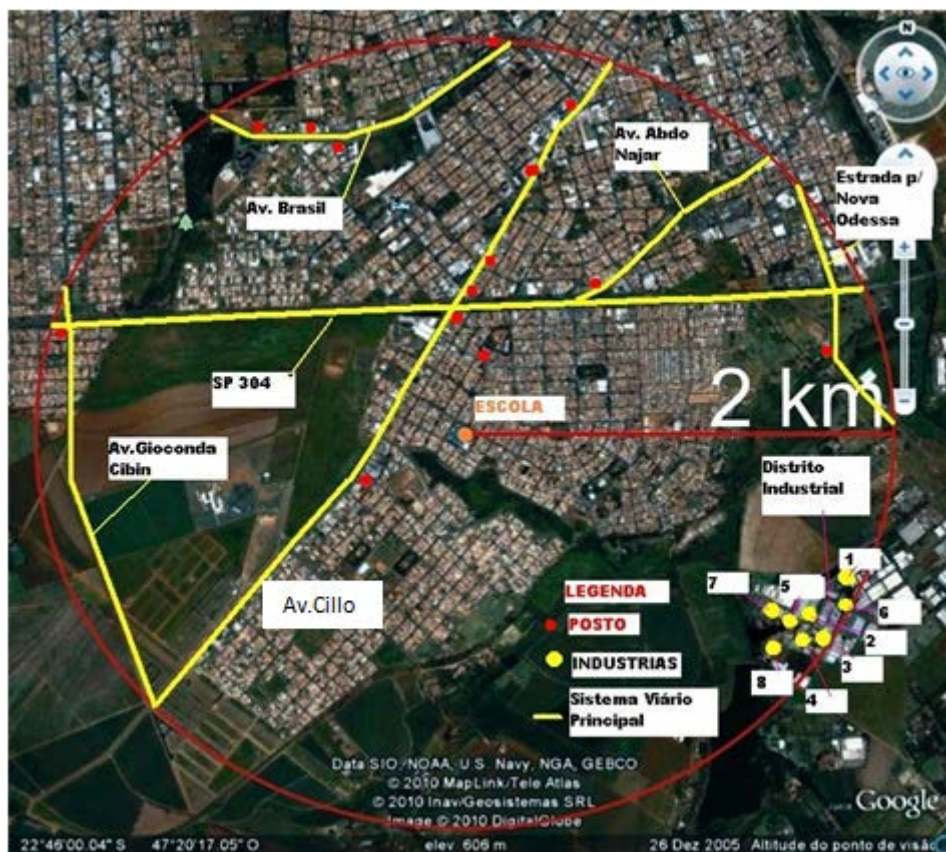 N
Av. Abdo
Najar
Estrada p/
Nova
Odessa
Av. Brasil
SP 304
2 km
ESCOLA
Av.Gioconda
Cibin
Distrito
Industrial
1
7
5
6
Av.Cillo
LEGENDA
POSTO
2
INDUSTRIAS
3
8
4
Sistema Viário
Principal
Data SIO, NOAA, U.S. Navy, NGA, GEBCO
© 2010 MapLink/Tele Atlas
© 2010 Inav/Geosistemas SRL
Image © 2010 DigitalGlobe
Google
22°46'00.04" S 47°20'17.05" O elev 606 m 26 Dez 2005 Altitude do ponto de visão